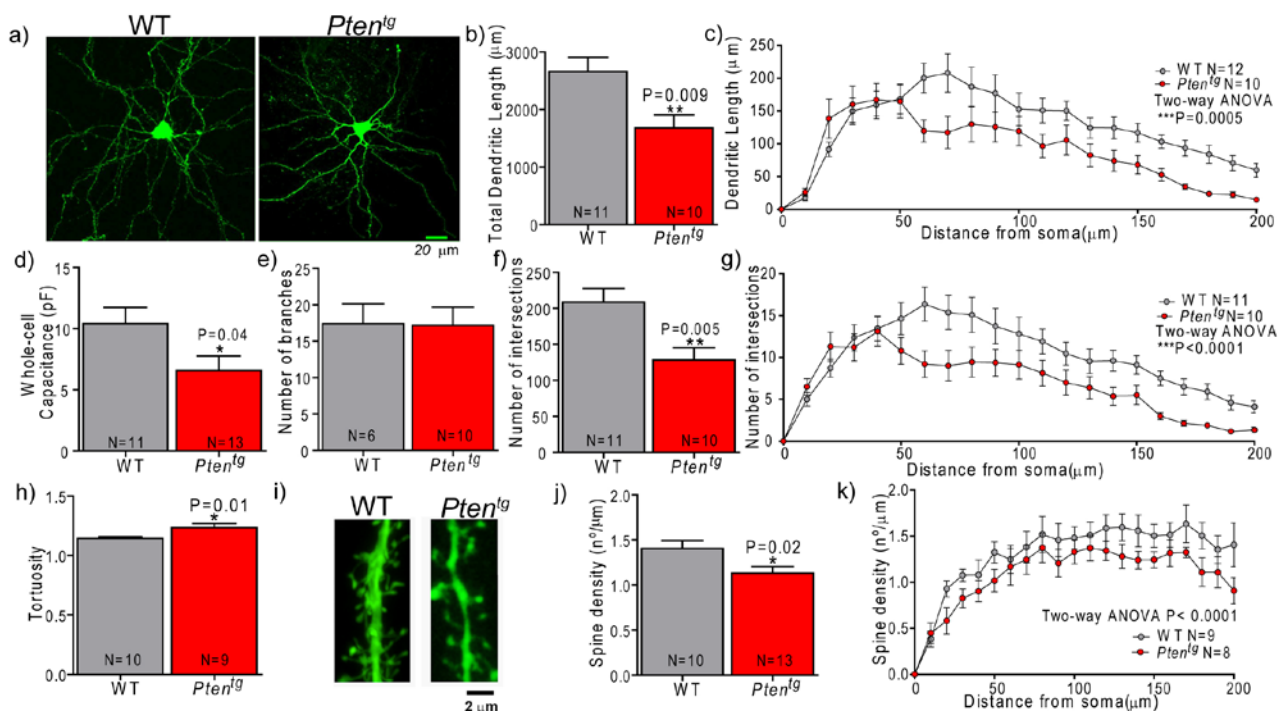 a)
WT
Pten^tg
20 μm
b)
Total Dendritic Length (μm)
3000
2000
1000
0
P=0.009
**
N=11
N=10
WT
Pten^tg
c)
Dendritic Length (μm)
250
200
150
100
50
0
WT N=12
Pten^tg N=10
Two-way ANOVA
***P=0.0005
0
50
100
150
200
Distance from soma(μm)
d)
Whole-cell
Capacitance (pF)
15
10
5
0
P=0.04
*
N=11
N=13
WT
Pten^tg
e)
Number of branches
25
20
15
10
5
0
N=6
N=10
WT
Pten^tg
f)
Number of intersections
250
200
150
100
50
0
P=0.005
**
N=11
N=10
WT
Pten^tg
g)
Number of intersections
20
15
10
5
0
WT N=11
Pten^tg N=10
Two-way ANOVA
***P<0.0001
0
50
100
150
200
Distance from soma(μm)
h)
Tortuosity
1.5
1.0
0.5
0.0
P=0.01
*
N=10
N=9
WT
Pten^tg
i)
WT
Pten^tg
2 μm
j)
Spine density (nº/μm)
2.0
1.5
1.0
0.5
0.0
P=0.02
*
N=10
N=13
WT
Pten^tg
k)
Spine density (nº/μm)
2.0
1.5
1.0
0.5
0.0
Two-way ANOVA P< 0.0001
WT N=9
Pten^tg N=8
0
50
100
150
200
Distance from soma(μm)